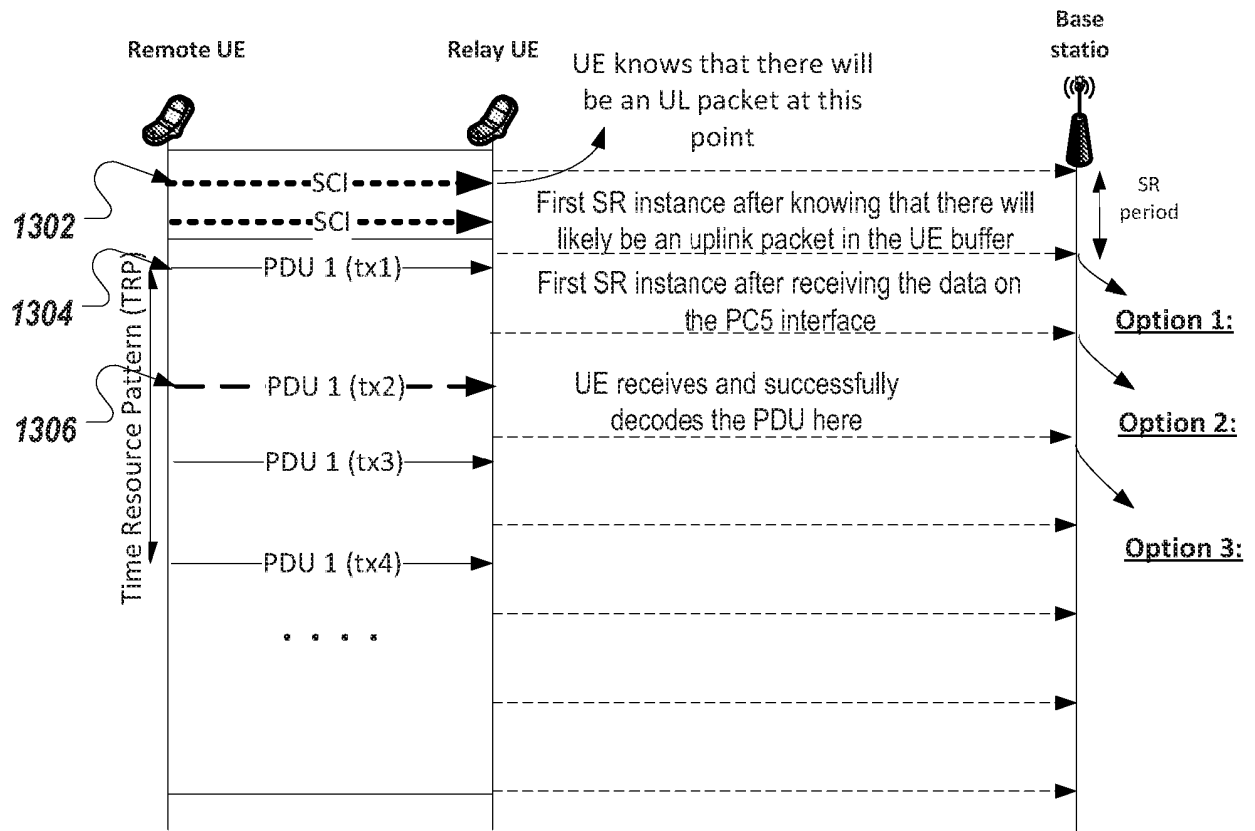 Remote UE
Relay UE
Base
statio
UE knows that there will
be an UL packet at this
point
SCI
SCI
1302
SR
period
First SR instance after knowing that there will
likely be an uplink packet in the UE buffer
PDU 1 (tx1)
1304
First SR instance after receiving the data on
the PC5 interface
Option 1:
Time Resource Pattern (TRP)
PDU 1 (tx2)
1306
UE receives and successfully
decodes the PDU here
Option 2:
PDU 1 (tx3)
Option 3:
PDU 1 (tx4)
. . . .